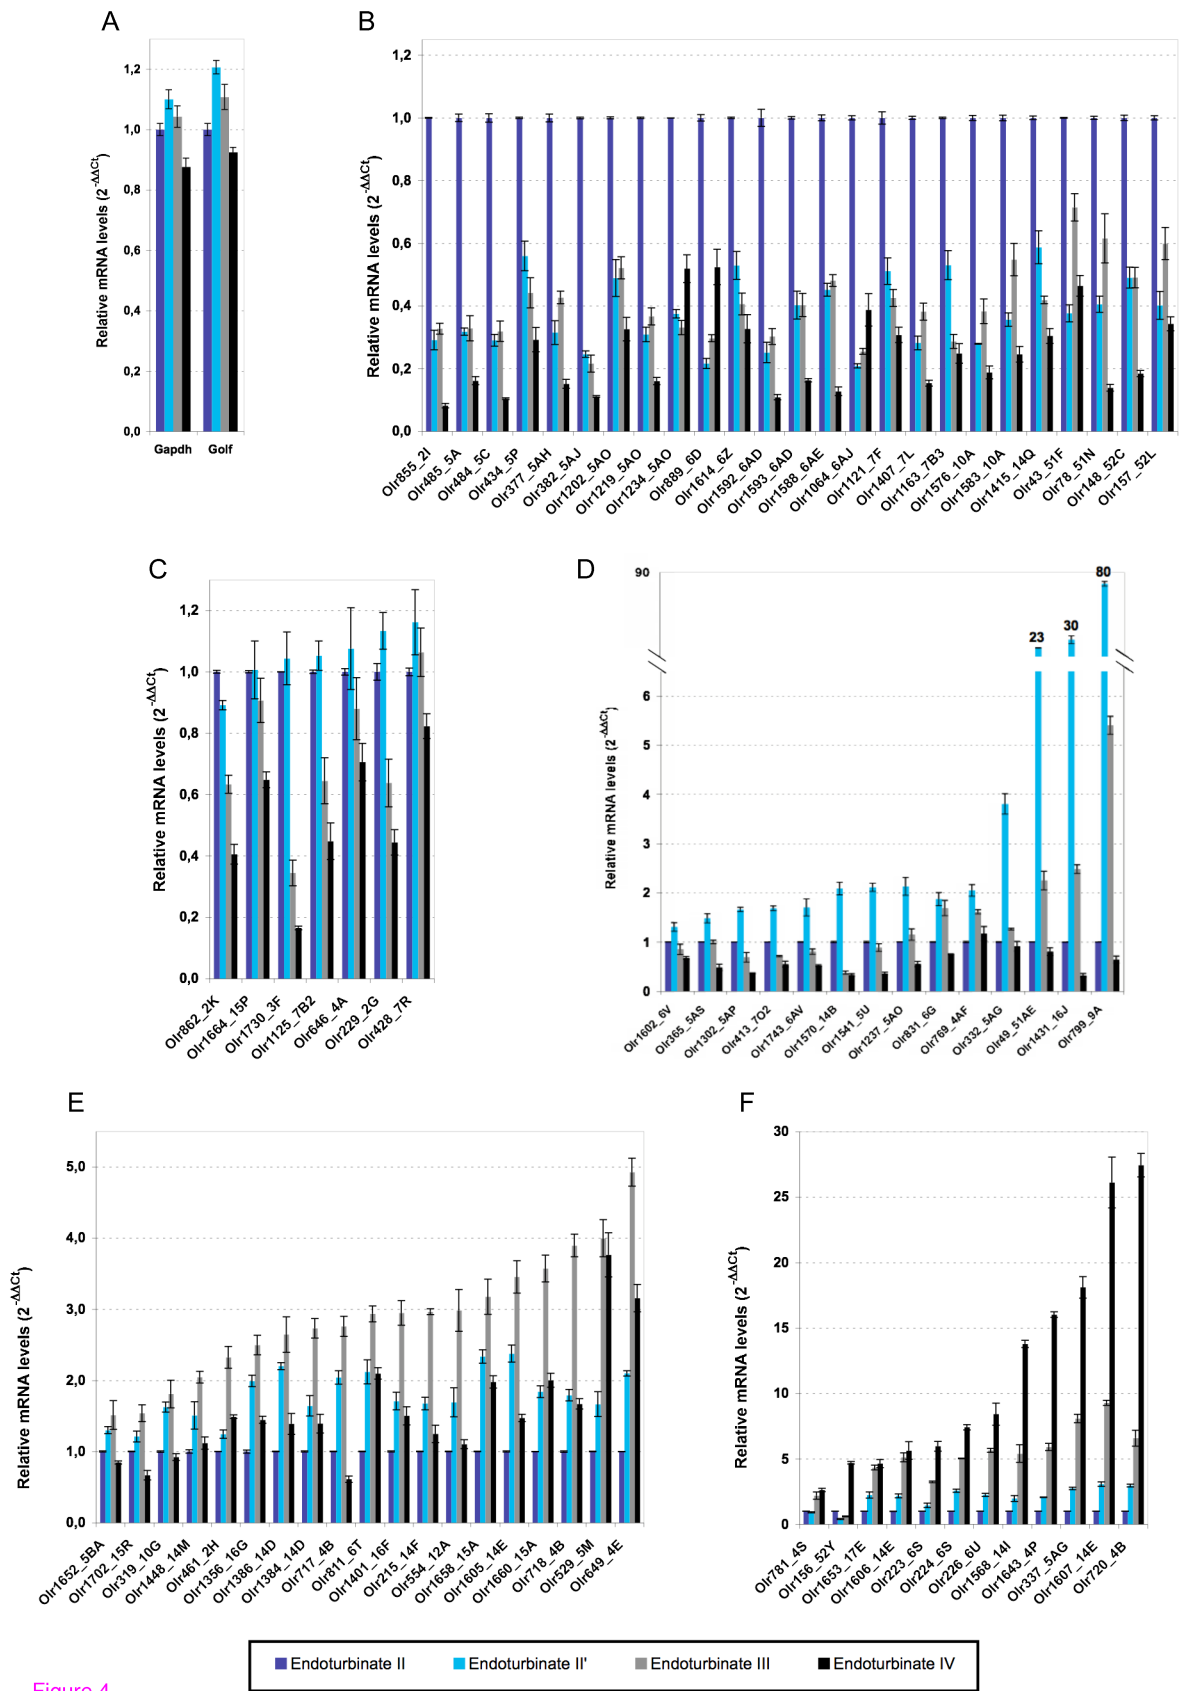 A
Relative mRNA levels (2^-ΔΔCt)
1,2
1,0
0,8
0,6
0,4
0,2
0,0
Gapdh Golf
B
Relative mRNA levels (2^-ΔΔCt)
1,2
1,0
0,8
0,6
0,4
0,2
0,0
Olr855_2I
Olr485_5A
Olr484_5C
Olr434_5P
Olr377_5AH
Olr382_5AJ
Olr1202_5AO
Olr1219_5AO
Olr1234_5AO
Olr889_6D
Olr1614_6Z
Olr1592_6AD
Olr1593_6AD
Olr1588_6AE
Olr1064_6AJ
Olr1121_7F
Olr1407_7L
Olr1163_7B3
Olr1576_10A
Olr1583_10A
Olr1415_14Q
Olr43_51F
Olr78_51N
Olr148_52C
Olr157_52L
C
Relative mRNA levels (2^-ΔΔCt)
1,2
1,0
0,8
0,6
0,4
0,2
0,0
Olr862_2K
Olr1664_15P
Olr1730_3F
Olr1125_7B2
Olr646_4A
Olr229_2G
Olr428_7R
D
Relative mRNA levels (2^-ΔΔCt)
90
6
5
4
3
2
1
0
23
30
80
Olr1602_6V
Olr365_5AS
Olr1302_5AP
Olr413_7O2
Olr1743_6AV
Olr1570_14B
Olr1541_5U
Olr1237_5AO
Olr831_6G
Olr769_4AF
Olr332_5AG
Olr49_51AE
Olr1431_16J
Olr799_9A
E
Relative mRNA levels (2^-ΔΔCt)
5,0
4,0
3,0
2,0
1,0
0,0
Olr1652_5BA
Olr1702_15R
Olr319_10G
Olr1448_14M
Olr461_2H
Olr1356_16G
Olr1386_14D
Olr1384_14D
Olr717_4B
Olr811_6T
Olr1401_16F
Olr215_14F
Olr554_12A
Olr1658_15A
Olr1605_14E
Olr1660_15A
Olr718_4B
Olr529_5M
Olr649_4E
F
Relative mRNA levels (2^-ΔΔCt)
30
25
20
15
10
5
0
Olr781_4S
Olr156_52Y
Olr1653_17E
Olr1606_14E
Olr223_6S
Olr224_6S
Olr226_6U
Olr1568_14I
Olr1643_4P
Olr337_5AG
Olr1607_14E
Olr720_4B
Endoturbinate II Endoturbinate II' Endoturbinate III Endoturbinate IV
Figure 4